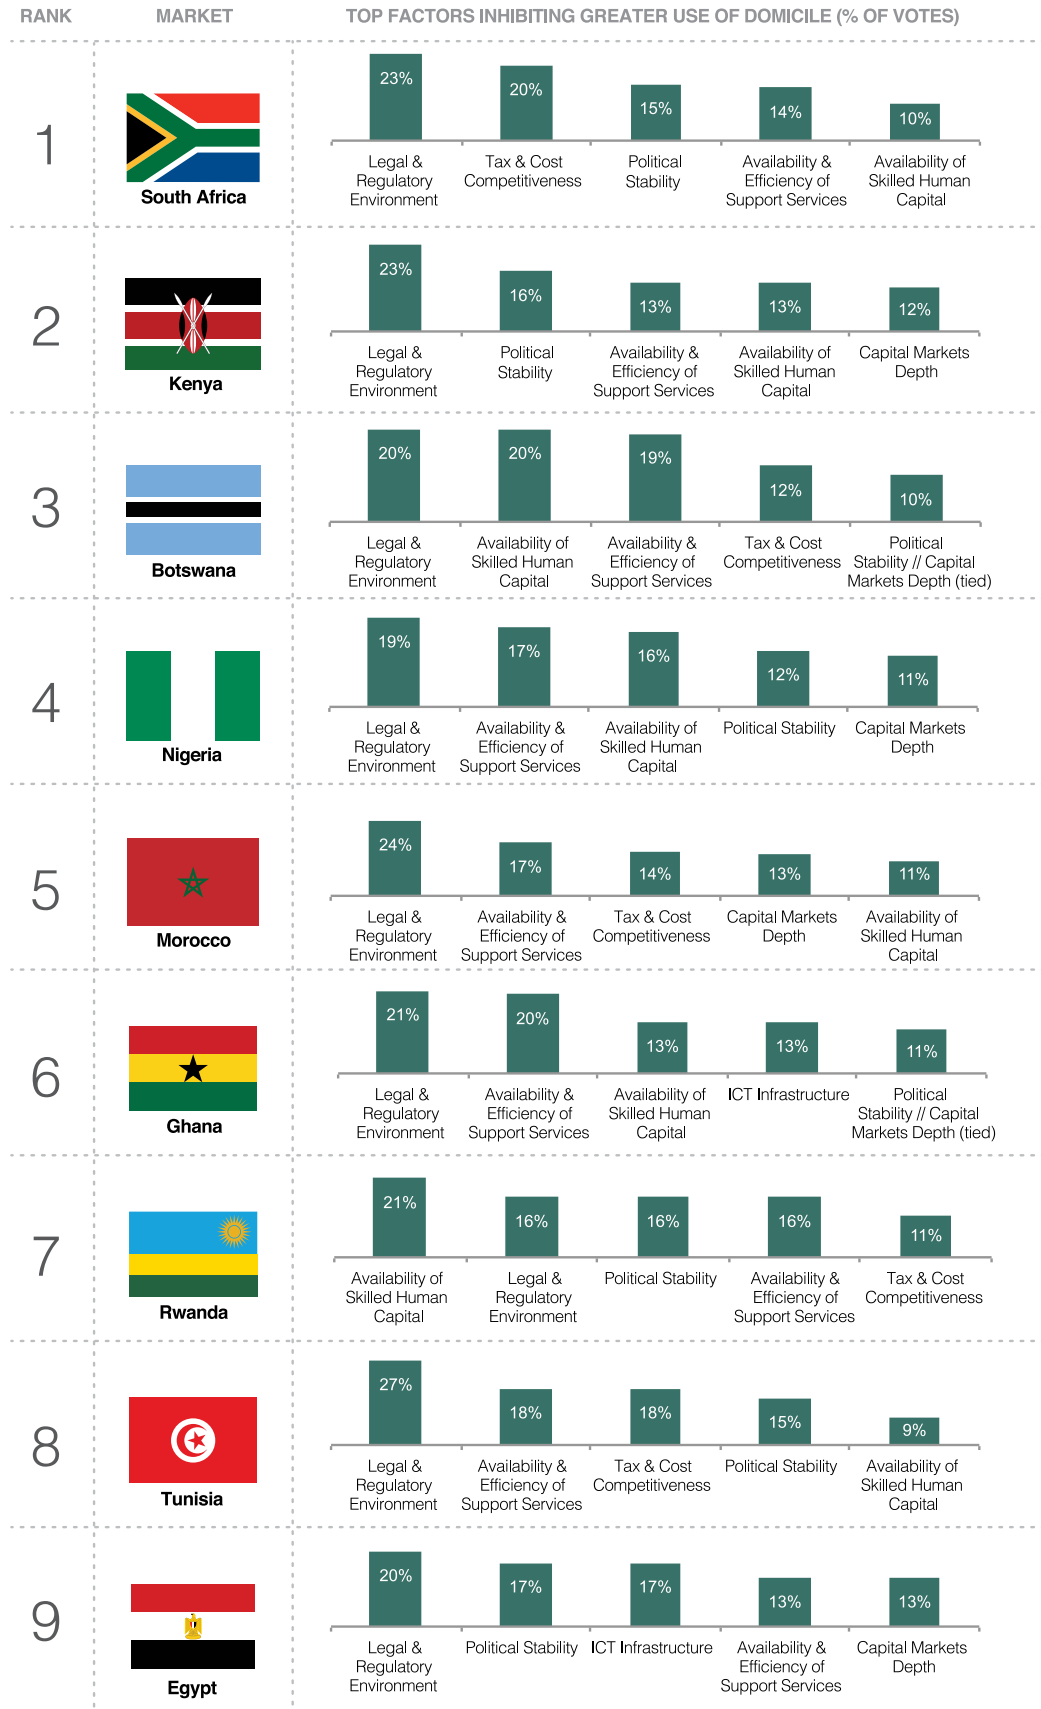 RANK MARKET TOP FACTORS INHIBITING GREATER USE OF DOMICILE (% OF VOTES)
1
South Africa
23% 20% 15% 14% 10%
Legal & Tax & Cost Political Availability & Availability of
Regulatory Competitiveness Stability Efficiency of Skilled Human
Environment Support Services Capital
2
Kenya
23% 16% 13% 13% 12%
Legal & Political Availability & Availability of Capital Markets
Regulatory Stability Efficiency of Skilled Human Depth
Environment Support Services Capital
3
Botswana
20% 20% 19% 12% 10%
Legal & Availability of Availability & Tax & Cost Political
Regulatory Skilled Human Efficiency of Competitiveness Stability // Capital
Environment Capital Support Services Markets Depth (tied)
4
Nigeria
19% 17% 16% 12% 11%
Legal & Availability & Availability of Political Stability Capital Markets
Regulatory Efficiency of Skilled Human Depth
Environment Support Services Capital
5
Morocco
24% 17% 14% 13% 11%
Legal & Availability & Tax & Cost Capital Markets Availability of
Regulatory Efficiency of Competitiveness Depth Skilled Human
Environment Support Services Capital
6
Ghana
21% 20% 13% 13% 11%
Legal & Availability & Availability of ICT Infrastructure Political
Regulatory Efficiency of Skilled Human Stability // Capital
Environment Support Services Capital Markets Depth (tied)
7
Rwanda
21% 16% 16% 16% 11%
Availability of Legal & Political Stability Availability & Tax & Cost
Skilled Human Regulatory Efficiency of Competitiveness
Capital Environment Support Services
8
Tunisia
27% 18% 18% 15% 9%
Legal & Availability & Tax & Cost Political Stability Availability of
Regulatory Efficiency of Competitiveness Skilled Human
Environment Support Services Capital
9
Egypt
20% 17% 17% 13% 13%
Legal & Political Stability ICT Infrastructure Availability & Capital Markets
Regulatory Efficiency of Depth
Environment Support Services